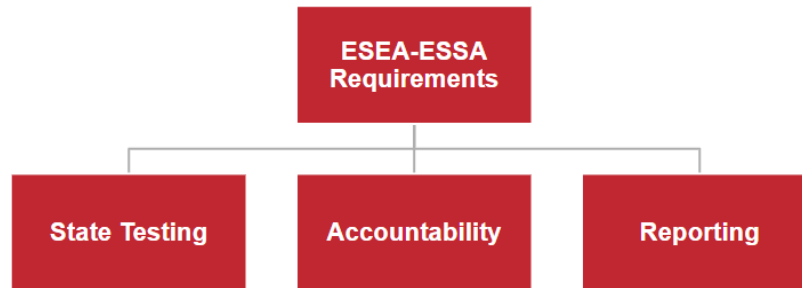 ESEA-ESSA
Requirements
State Testing
Accountability
Reporting